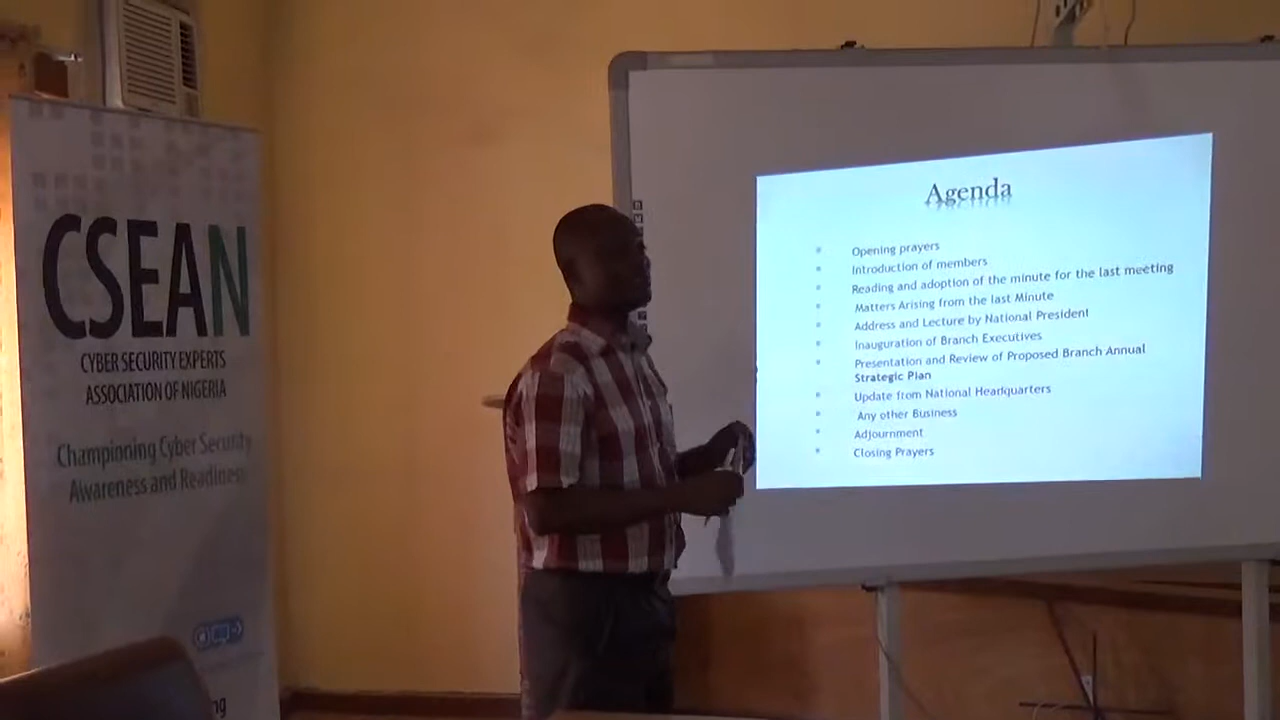 CSEAN
CYBER SECURITY EXPERTS
ASSOCIATION OF NIGERIA
Championing Cyber Security
Awareness and Readiness
ng
Agenda
Opening prayers
Introduction of members
Reading and adoption of the minute for the last meeting
Matters Arising from the last Minute
Address and Lecture by National President
Inauguration of Branch Executives
Presentation and Review of Proposed Branch Annual
Strategic Plan
Update from National Headquarters
Any other Business
Adjournment
Closing Prayers